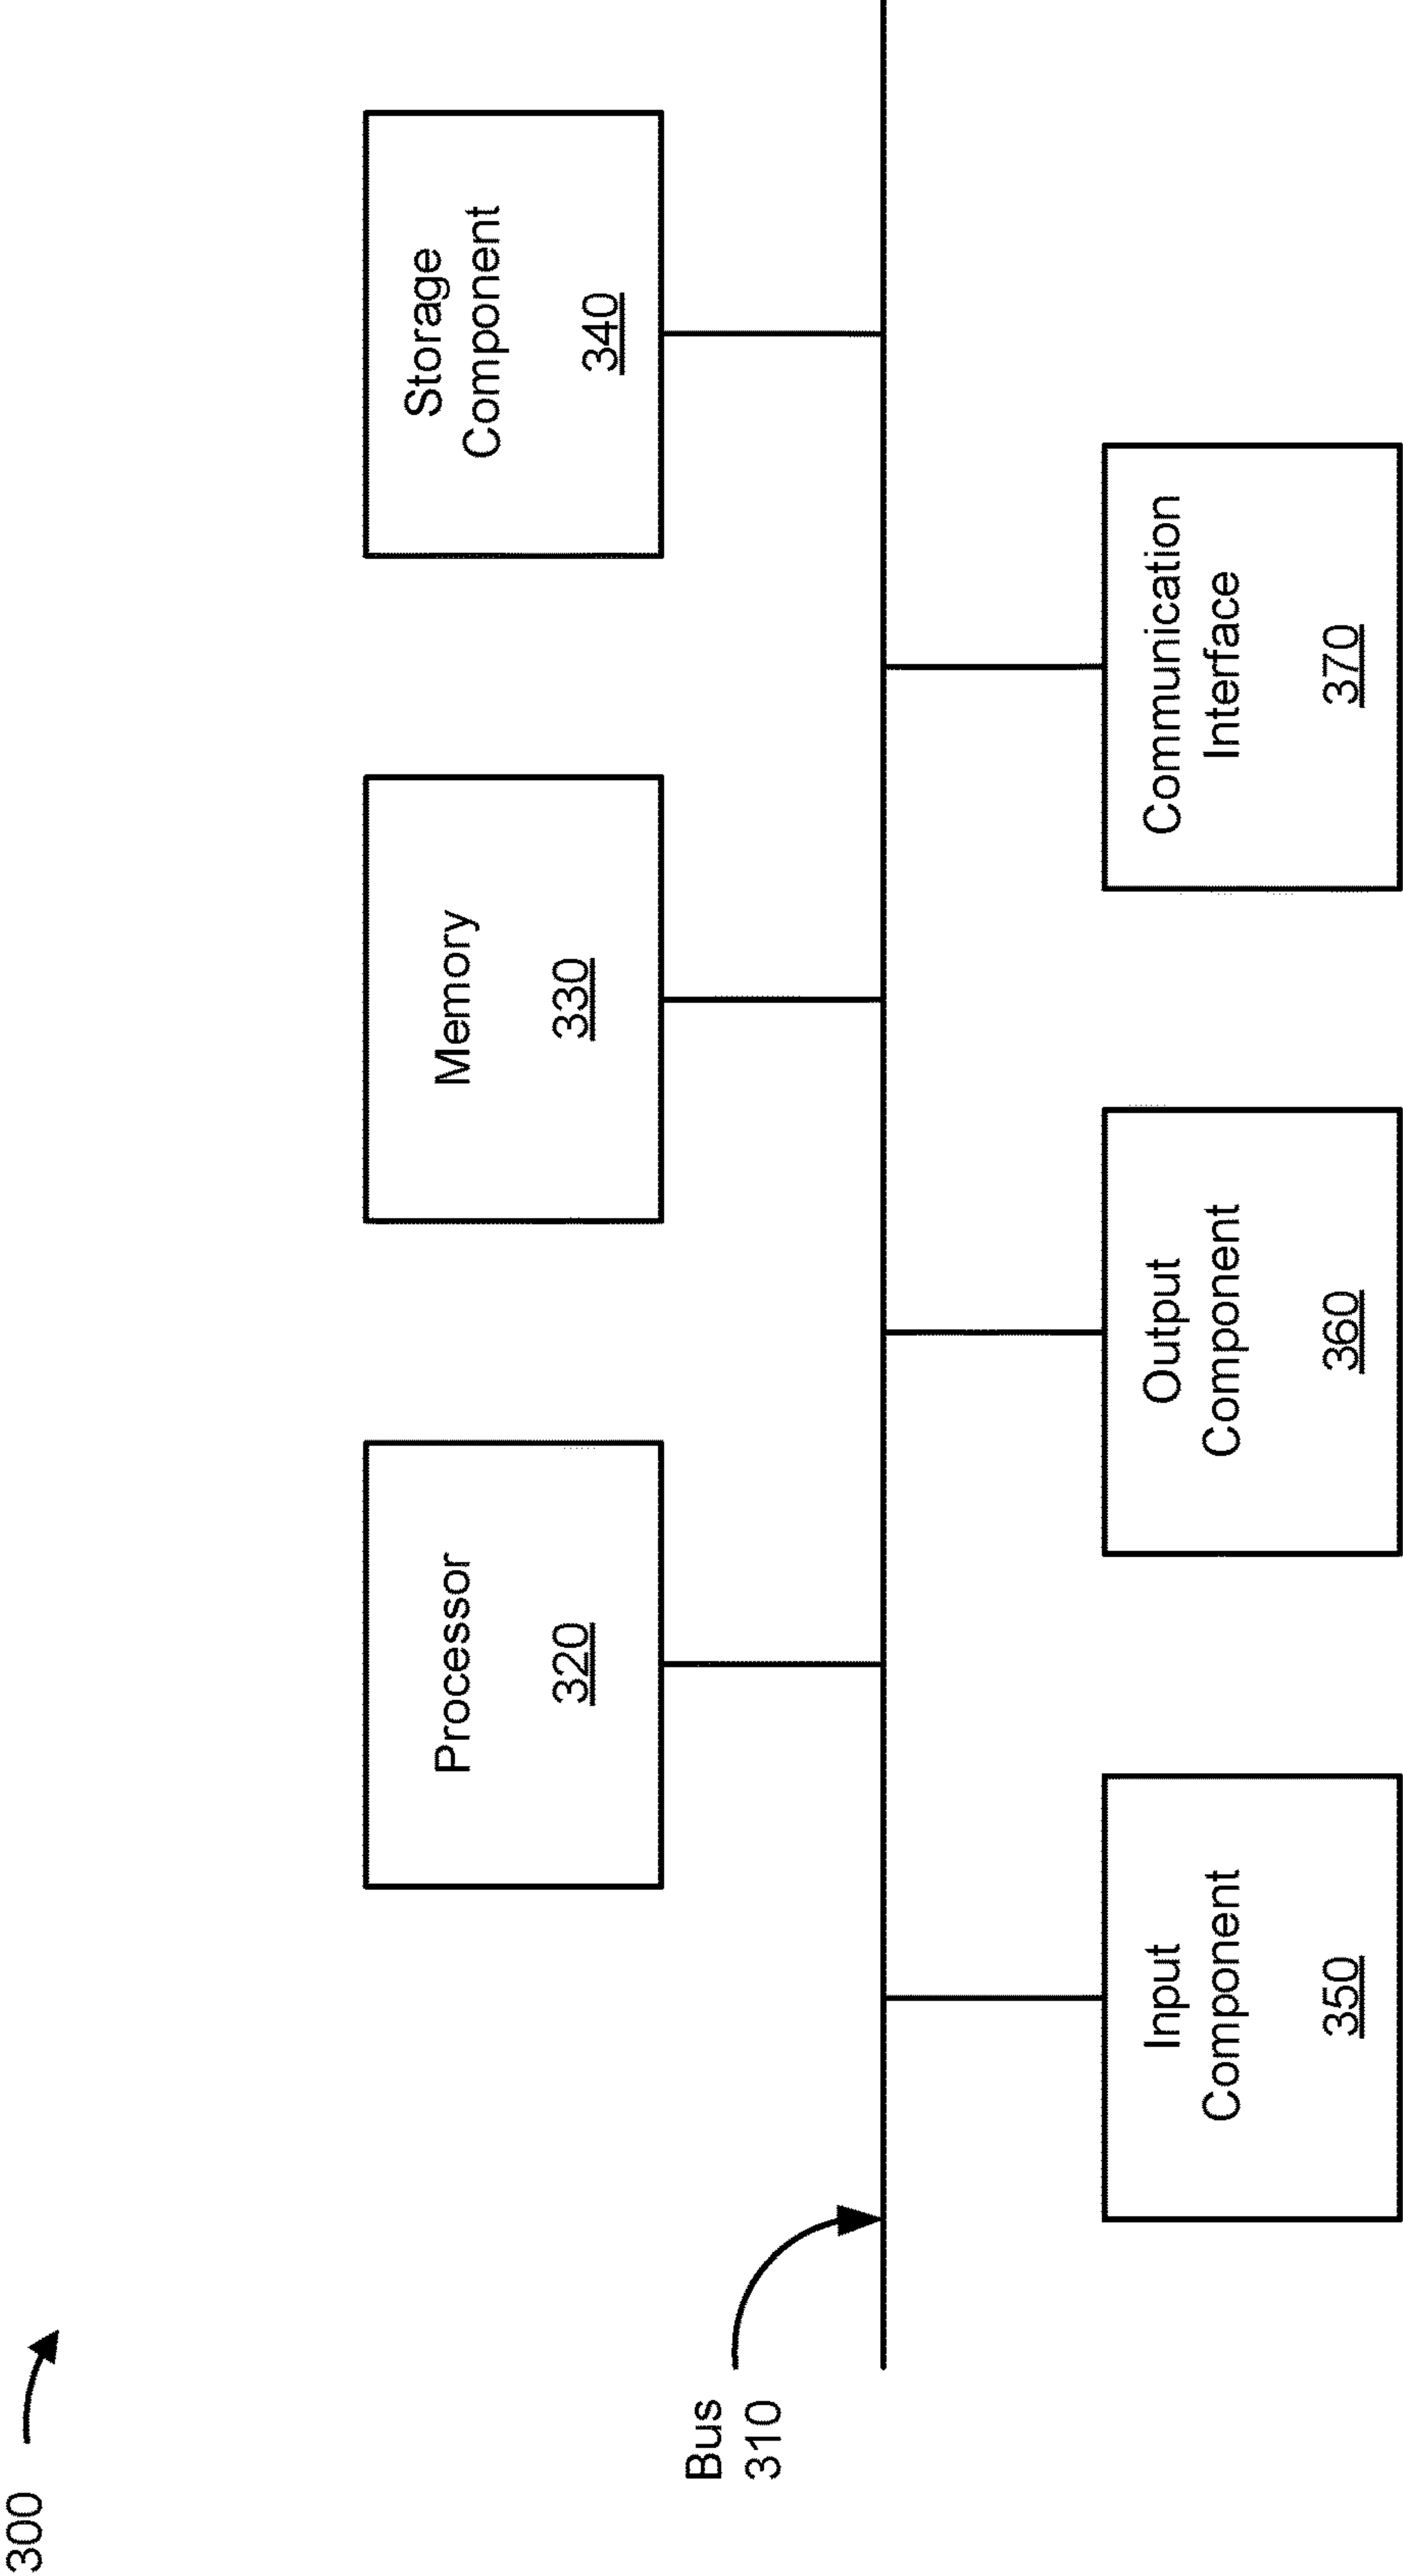 300
Processor
320
Memory
330
Storage
Component
340
Bus
310
Input
Component
350
Output
Component
360
Communication
Interface
370